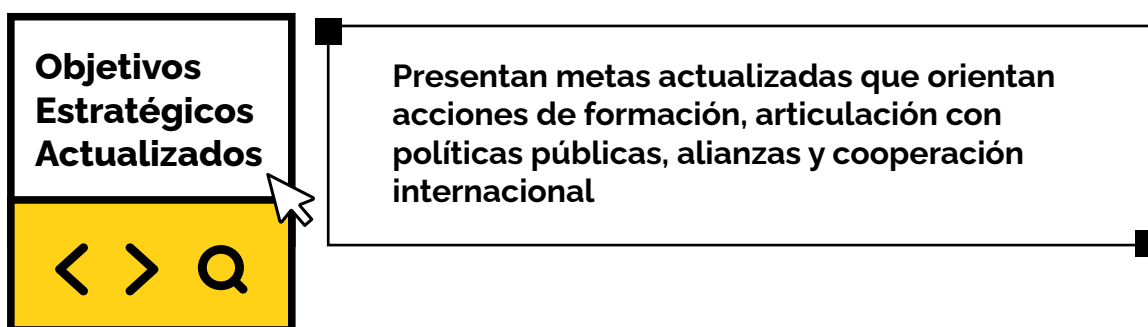 Objetivos
Estratégicos
Actualizados
Presentan metas actualizadas que orientan
acciones de formación, articulación con
políticas públicas, alianzas y cooperación
internacional